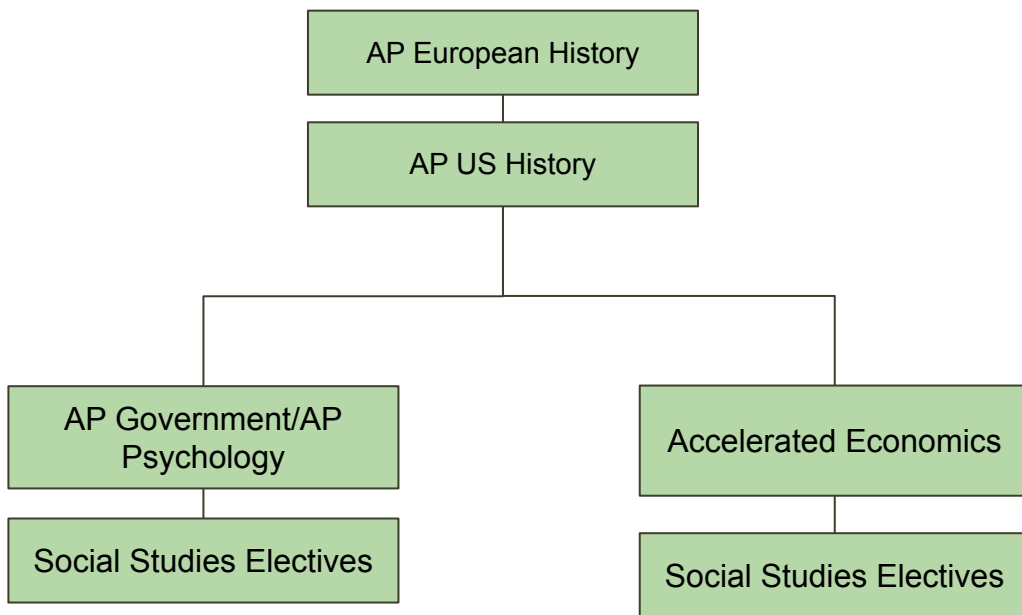 AP European History
AP US History
AP Government/AP
Psychology
Accelerated Economics
Social Studies Electives
Social Studies Electives